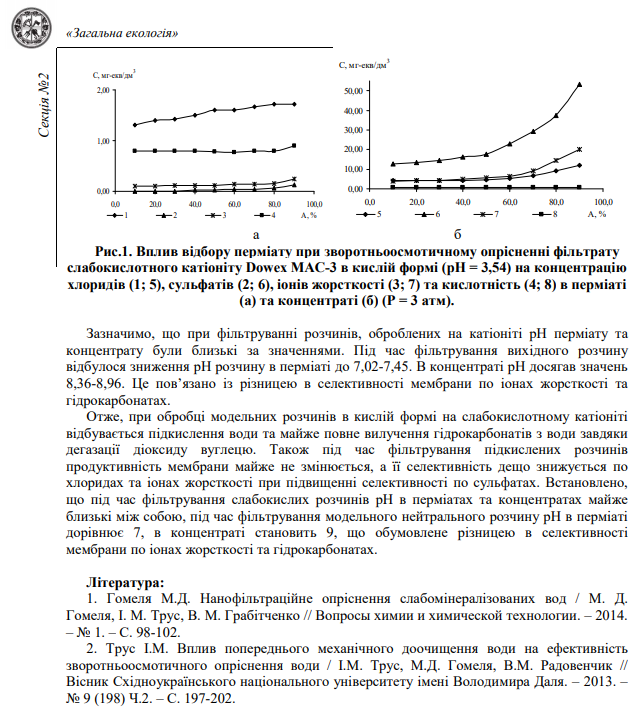 «Загальна екологія»
Секція №2
С, мг-екв/дм3
2,00
1,00
0,00
0,0 20,0 40,0 60,0 80,0 100,0
1 2 3 4 А, %
а
С, мг-екв/дм3
50,00
40,00
30,00
20,00
10,00
0,00
0,0 20,0 40,0 60,0 80,0 100,0
5 6 7 8 А, %
б
Рис.1. Вплив відбору перміату при зворотньоосмотичному опрісненні фільтрату
слабокислотного катіоніту Dowex MAC-3 в кислій формі (pH = 3,54) на концентрацію
хлоридів (1; 5), сульфатів (2; 6), іонів жорсткості (3; 7) та кислотність (4; 8) в перміаті
(а) та концентраті (б) (Р = 3 атм).
Зазначимо, що при фільтруванні розчинів, оброблених на катіоніті pH перміату та
концентрату були близькі за значеннями. Під час фільтрування вихідного розчину
відбулося зниження pH розчину в перміаті до 7,02-7,45. В концентраті pH досягав значень
8,36-8,96. Це пов’язано із різницею в селективності мембрани по іонах жорсткості та
гідрокарбонатах.
Отже, при обробці модельних розчинів в кислій формі на слабокислотному катіоніті
відбувається підкислення води та майже повне вилучення гідрокарбонатів з води завдяки
дегазації діоксиду вуглецю. Також під час фільтрування підкислених розчинів
продуктивність мембрани майже не змінюється, а її селективність дещо знижується по
хлоридах та іонах жорсткості при підвищенні селективності по сульфатах. Встановлено,
що під час фільтрування слабокислих розчинів pH в перміатах та концентратах майже
близькі між собою, під час фільтрування модельного нейтрального розчину pH в перміаті
дорівнює 7, в концентраті становить 9, що обумовлене різницею в селективності
мембрани по іонах жорсткості та гідрокарбонатах.
Література:
1. Гомеля М.Д. Нанофільтраційне опріснення слабомінералізованих вод / М. Д.
Гомеля, І. М. Трус, В. М. Грабітченко // Вопросы химии и химической технологии. – 2014.
– № 1. – С. 98-102.
2. Трус І.М. Вплив попереднього механічного доочищення води на ефективність
зворотньоосмотичного опріснення води / І.М. Трус, М.Д. Гомеля, В.М. Радовенчик //
Вісник Східноукраїнського національного університету імені Володимира Даля. – 2013. –
№ 9 (198) Ч.2. – С. 197-202.